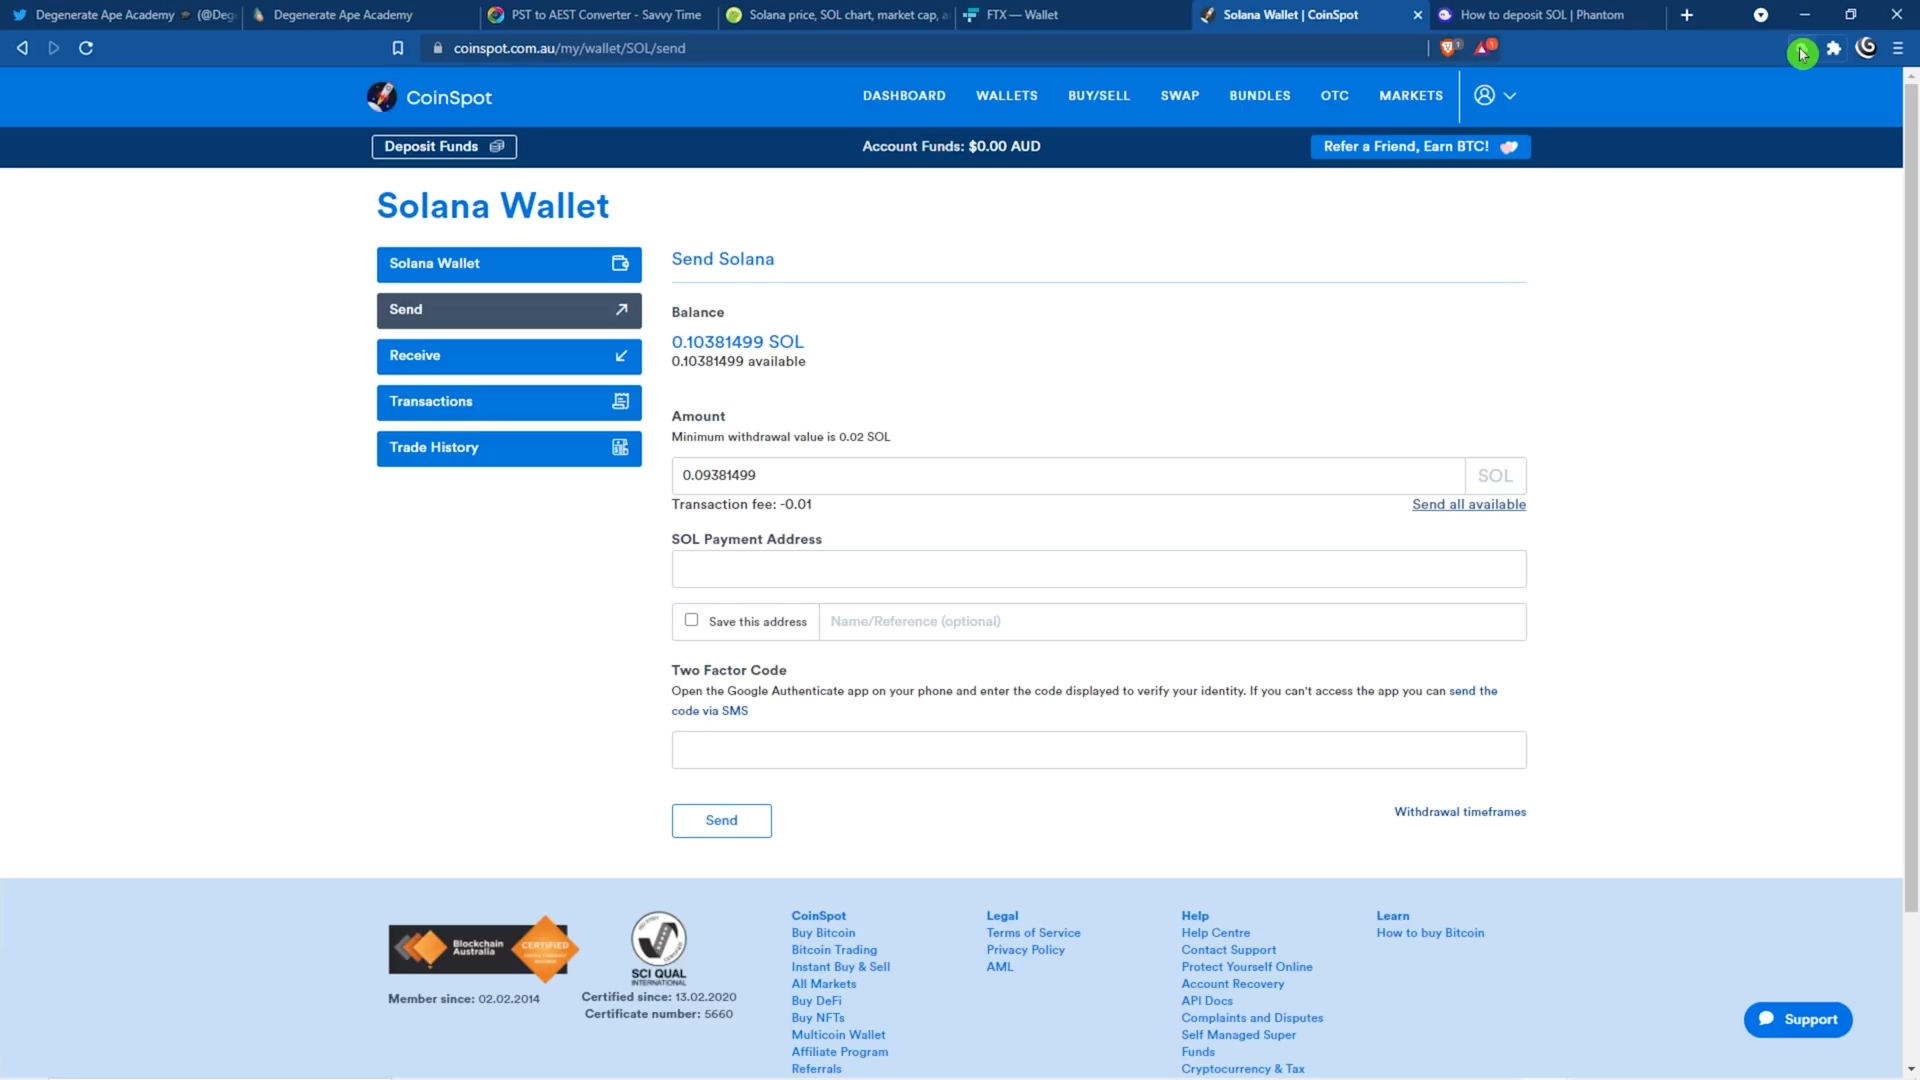 Degenerate Ape Academy 🎓 (@Deg
Degenerate Ape Academy
PST to AEST Converter - Savvy Time
Solana price, SOL chart, market cap, a
FTX — Wallet
Solana Wallet | CoinSpot
How to deposit SOL | Phantom
coinspot.com.au/my/wallet/SOL/send
1
1
CoinSpot
DASHBOARD
WALLETS
BUY/SELL
SWAP
BUNDLES
OTC
MARKETS
Deposit Funds
Account Funds: $0.00 AUD
Refer a Friend, Earn BTC!
Solana Wallet
Solana Wallet
Send
Receive
Transactions
Trade History
Send Solana
Balance
0.10381499 SOL
0.10381499 available
Amount
Minimum withdrawal value is 0.02 SOL
0.09381499
SOL
Transaction fee: -0.01
Send all available
SOL Payment Address
Save this address
Name/Reference (optional)
Two Factor Code
Open the Google Authenticate app on your phone and enter the code displayed to verify your identity. If you can't access the app you can send the
code via SMS
Send
Withdrawal timeframes
Blockchain
Australia
CERTIFIED
Member since: 02.02.2014
SCI QUAL
INTERNATIONAL
Certified since: 13.02.2020
Certificate number: 5660
CoinSpot
Buy Bitcoin
Bitcoin Trading
Instant Buy & Sell
All Markets
Buy DeFi
Buy NFTs
Multicoin Wallet
Affiliate Program
Referrals
Legal
Terms of Service
Privacy Policy
AML
Help
Help Centre
Contact Support
Protect Yourself Online
Account Recovery
API Docs
Complaints and Disputes
Self Managed Super
Funds
Cryptocurrency & Tax
Learn
How to buy Bitcoin
Support